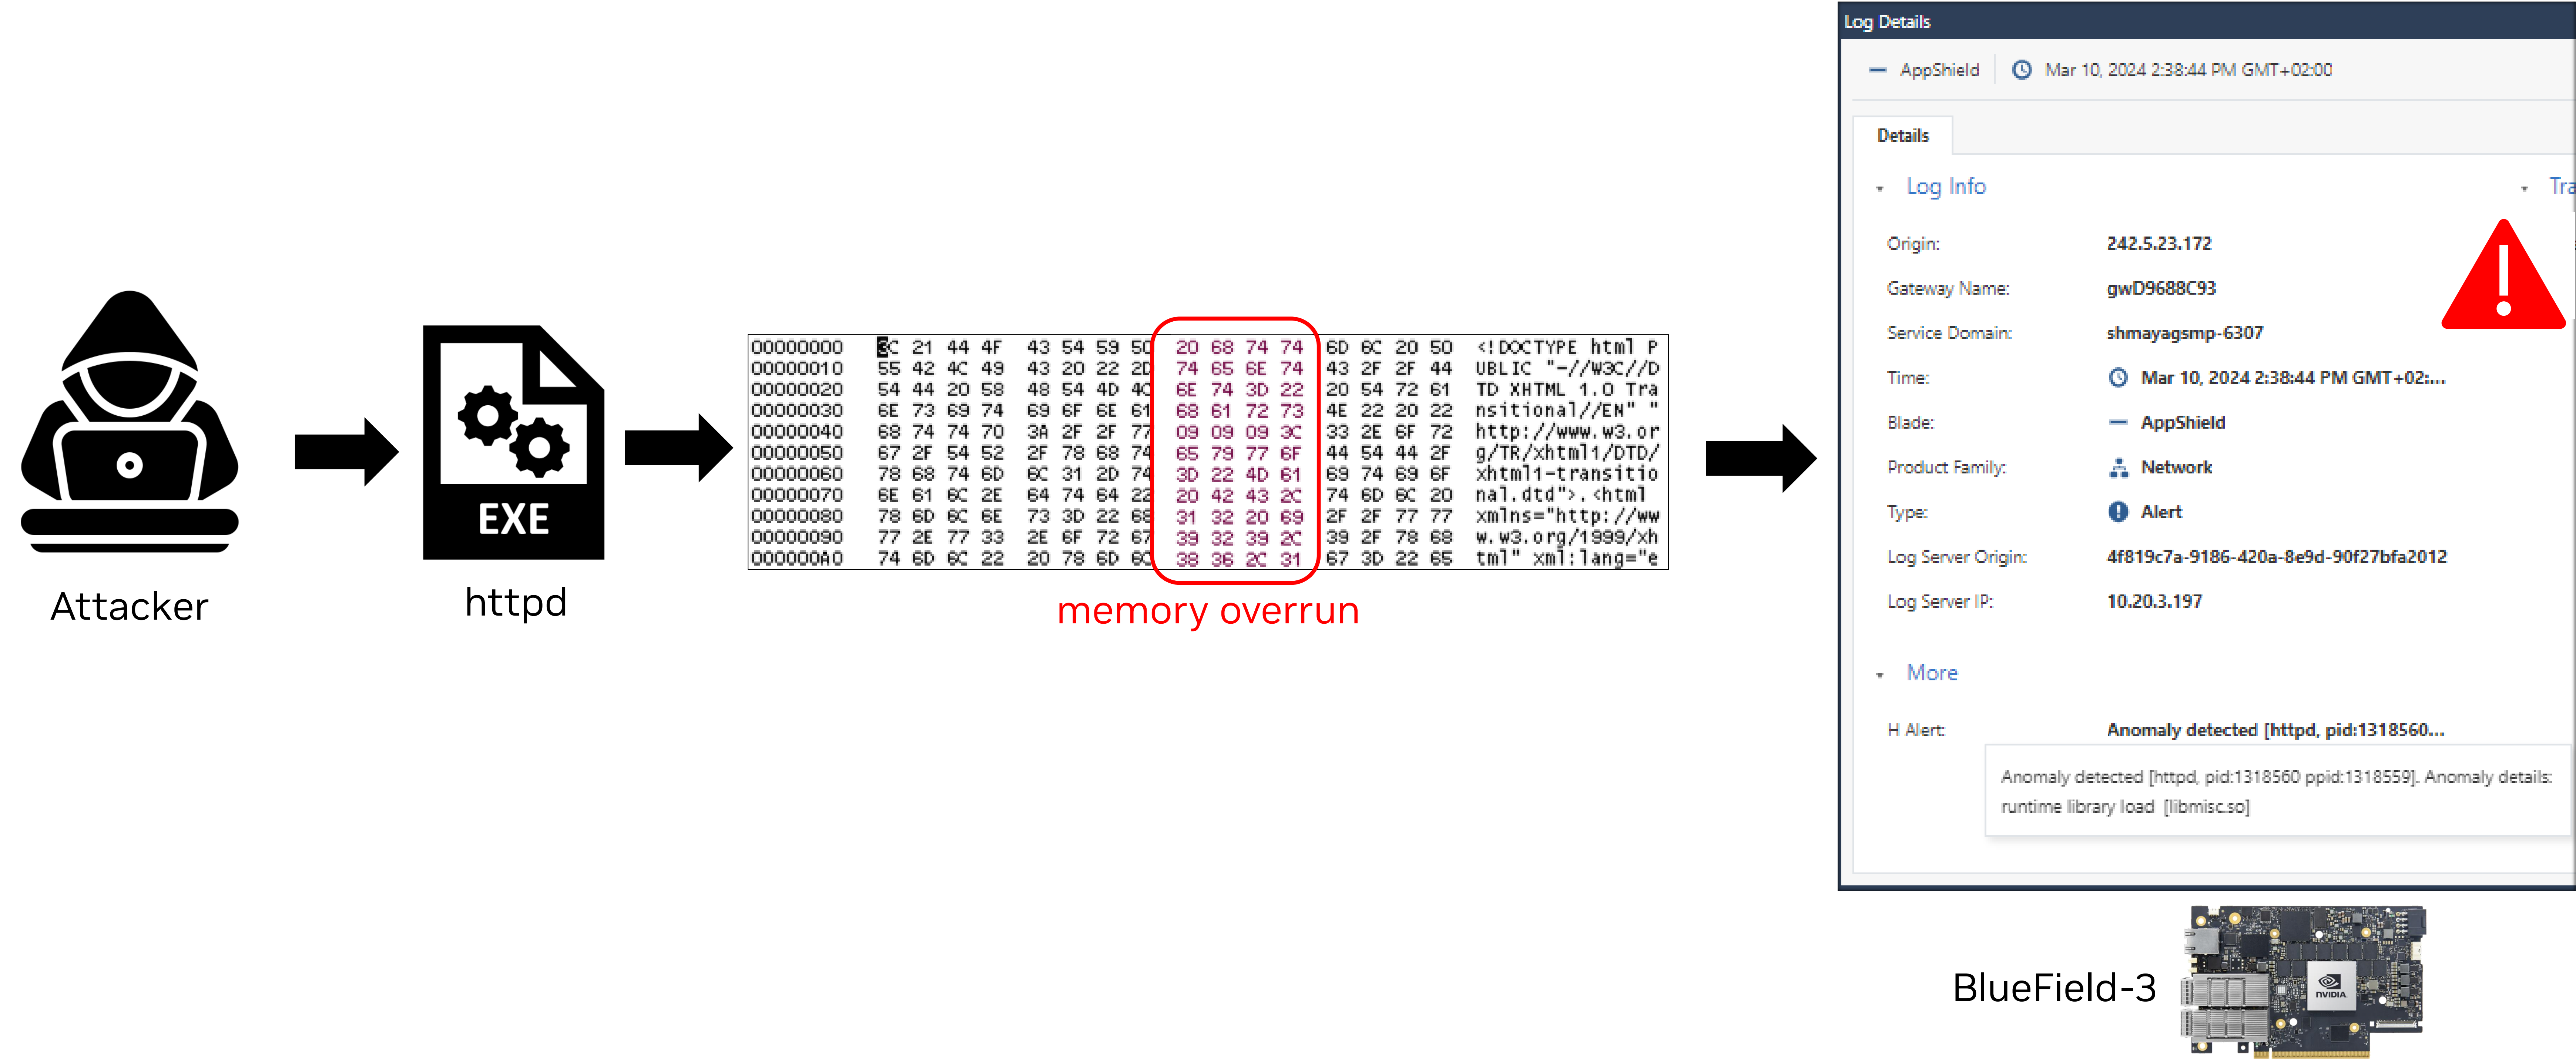 Attacker
EXE
httpd
00000000 3C 21 44 4F 43 54 59 50 20 68 74 74 6D 6C 20 50 <!DOCTYPE html P
00000010 55 42 4C 49 43 20 22 2D 74 65 6E 74 43 2F 2F 44 UBLIC "-//W3C//D
00000020 54 44 20 58 48 54 4D 4C 6E 74 3D 22 20 54 72 61 TD XHTML 1.0 Tra
00000030 6E 73 69 74 69 6F 6E 61 68 61 72 73 4E 22 20 22 nsitional//EN" "
00000040 68 74 74 70 3A 2F 2F 77 09 09 09 3C 33 2E 6F 72 http://www.w3.or
00000050 67 2F 54 52 2F 78 68 74 65 79 77 6F 44 54 44 2F g/TR/xhtml1/DTD/
00000060 78 68 74 6D 6C 31 2D 74 3D 22 4D 61 69 74 69 6F xhtml1-transitio
00000070 6E 61 6C 2E 64 74 64 22 20 42 43 2C 74 6D 6C 20 nal.dtd">.<html
00000080 78 6D 6C 6E 73 3D 22 68 31 32 20 69 2F 2F 77 77 xmlns="http://ww
00000090 77 2E 77 33 2E 6F 72 67 39 32 39 2C 39 2F 78 68 w.w3.org/1999/xh
000000A0 74 6D 6C 22 20 78 6D 6C 38 36 2C 31 67 3D 22 65 tml" xml:lang="e
memory overrun
Log Details
AppShield Mar 10, 2024 2:38:44 PM GMT+02:00
Details
Log Info Tra
Origin: 242.5.23.172
Gateway Name: gwD9688C93
Service Domain: shmayagsmp-6307
Time: Mar 10, 2024 2:38:44 PM GMT+02:...
Blade: AppShield
Product Family: Network
Type: Alert
Log Server Origin: 4f819c7a-9186-420a-8e9d-90f27bfa2012
Log Server IP: 10.20.3.197
More
H Alert: Anomaly detected [httpd, pid:1318560...
Anomaly detected [httpd, pid:1318560 ppid:1318559]. Anomaly details:
runtime library load [libmisc.so]
BlueField-3
NVIDIA